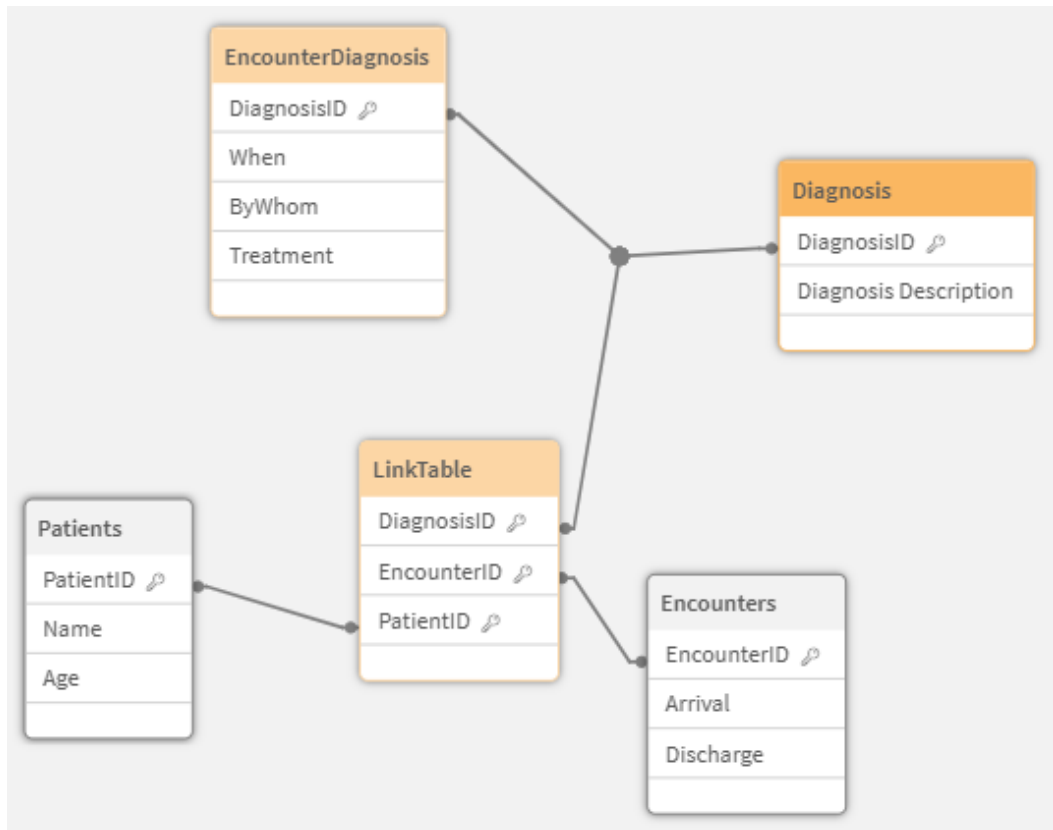 EncounterDiagnosis
DiagnosisID
When
ByWhom
Treatment
Diagnosis
DiagnosisID
Diagnosis Description
LinkTable
DiagnosisID
EncounterID
PatientID
Patients
PatientID
Name
Age
Encounters
EncounterID
Arrival
Discharge